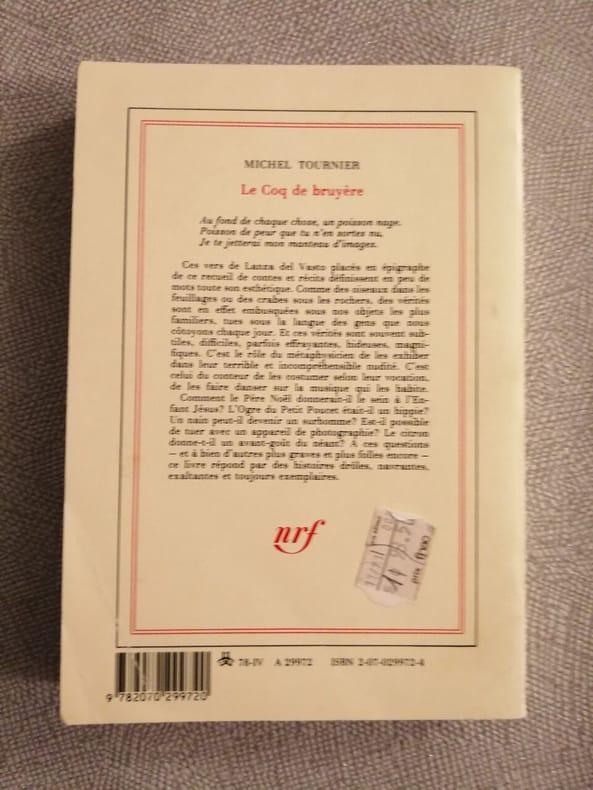 MICHEL TOURNIER
Le Coq de bruyère
Au fond de chaque chose, un poisson nage.
Poisson de peur que tu n'en sortes nu,
Je te jetterai mon manteau d'images.
Ces vers de Lanza del Vasto placés en épigraphe
de ce recueil de contes et récits définissent en peu de
mots toute son esthétique. Comme des oiseaux dans les
feuillages ou des crabes sous les rochers, des vérités
sont en effet embusquées sous nos objets les plus
familiers, tues sous la langue des gens que nous
côtoyons chaque jour. Et ces vérités sont souvent sub-
tiles, difficiles, parfois effrayantes, hideuses, magni-
fiques. C'est le rôle du métaphysicien de les exhiber
dans leur terrible et incompréhensible nudité. C'est
celui du conteur de les costumer selon leur vocation,
de les faire danser sur la musique qui les habite.
Comment le Père Noël donnerait-il le sein à l'En-
fant Jésus? L'Ogre du Petit Poucet était-il un hippie?
Un nain peut-il devenir un surhomme? Est-il possible
de tuer avec un appareil de photographie? Le citron
donne-t-il un avant-goût du néant? A ces questions
– et à bien d'autres plus graves et plus folles encore –
ce livre répond par des histoires drôles, navrantes,
exaltantes et toujours exemplaires.
nrf
78-IV A 29972 ISBN 2-07-029972-4
9 782070 299720